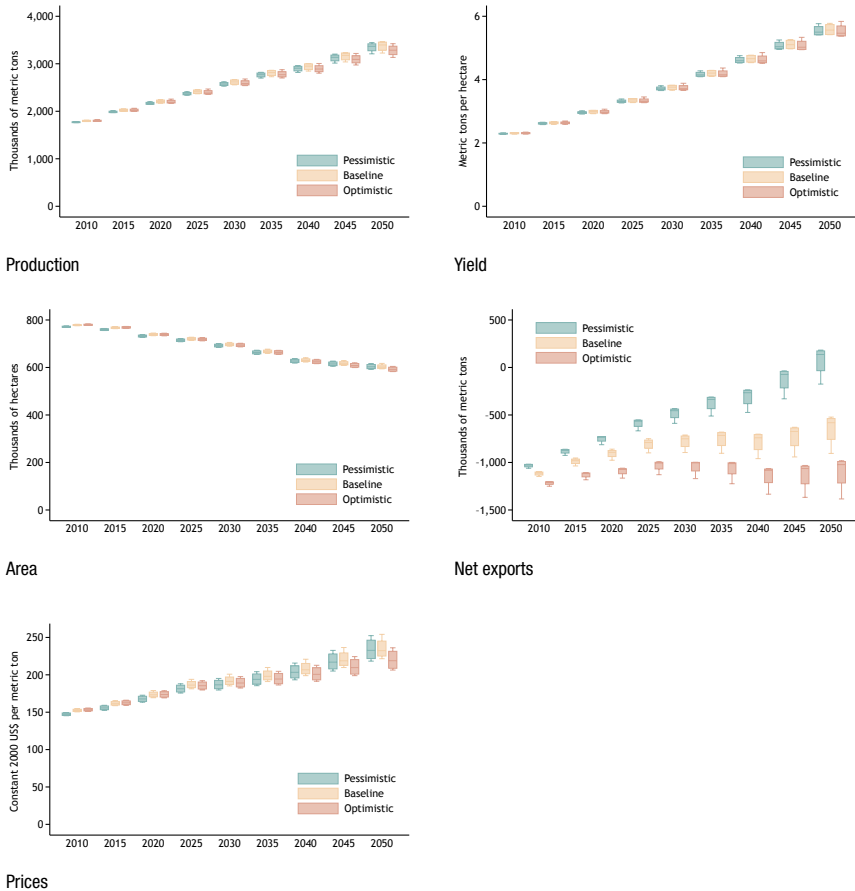 4,000
3,000
2,000
1,000
0
Thousands of metric tons
Pessimistic
Baseline
Optimistic
2010 2015 2020 2025 2030 2035 2040 2045 2050
Production
6
4
2
0
Metric tons per hectare
Pessimistic
Baseline
Optimistic
2010 2015 2020 2025 2030 2035 2040 2045 2050
Yield
800
600
400
200
0
Thousands of hectares
Pessimistic
Baseline
Optimistic
2010 2015 2020 2025 2030 2035 2040 2045 2050
Area
500
0
-500
-1,000
-1,500
Thousands of metric tons
Pessimistic
Baseline
Optimistic
2010 2015 2020 2025 2030 2035 2040 2045 2050
Net exports
250
200
150
100
50
0
Constant 2000 US$ per metric ton
Pessimistic
Baseline
Optimistic
2010 2015 2020 2025 2030 2035 2040 2045 2050
Prices